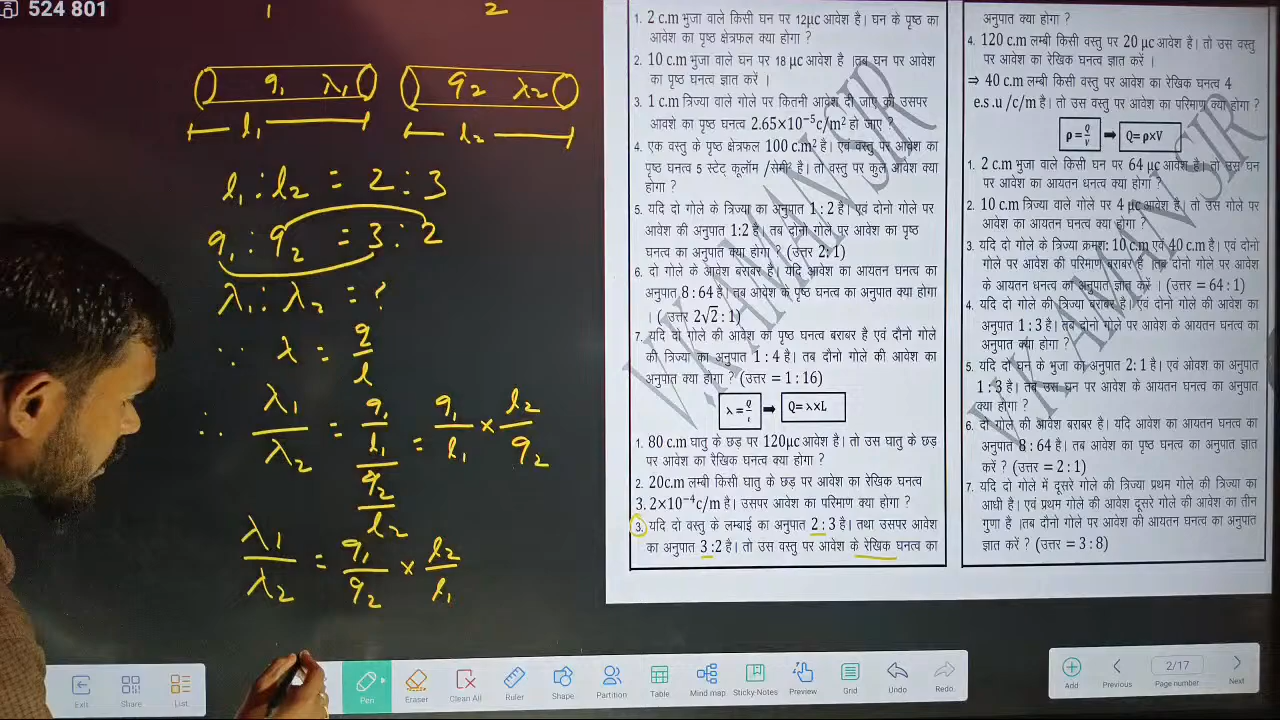 524 801
1 2
q₁ λ₁ q₂ λ₂
l₁ l₂
l₁ : l₂ = 2 : 3
q₁ : q₂ = 3 : 2
λ₁ : λ₂ = ?
∵ λ = q/l
∴ λ₁/λ₂ = (q₁/l₁)/(q₂/l₂) = q₁/l₁ × l₂/q₂
λ₁/λ₂ = q₁/q₂ × l₂/l₁
1. 2 c.m भुजा वाले किसी घन पर 12μc आवेश है। घन के पृष्ठ का
आवेश का पृष्ठ घनत्व क्षेत्रफल क्या होगा ?
2. 10 c.m भुजा वाले घन पर 18 μc आवेश है ।तब घन पर आवेश
का पृष्ठ घनत्व ज्ञात करें ।
3. 1 c.m त्रिज्या वाले गोले पर कितनी आवेश दी जाए की उसपर
आवशे का पृष्ठ घनत्व 2.65×10⁻⁵c/m² हो जाए ?
4. एक वस्तु के पृष्ठ क्षेत्रफल 100 c.m² है। एवं वस्तु पर आवेश का
पृष्ठ घनत्व 5 स्टेट् कूलॉम /सेमी² है। तो वस्तु पर कुल आवेश क्या
होगा ?
5. यदि दो गोले के त्रिज्या का अनुपात 1 : 2 है। एवं दोनो गोले पर
आवेश की अनुपात 1:2 है। तब दोनो गोले पर आवेश का पृष्ठ
घनत्व का अनुपात क्या होगा ? (उत्तर 2: 1)
6. दो गोले के आवेश बराबर है। यदि आवेश का आयतन घनत्व का
अनुपात 8 : 64 है। तब आवेश के पृष्ठ घनत्व का अनुपात क्या होगा
। ( उत्तर 2√2 : 1)
7. यदि दो गोले की आवेश का पृष्ठ घनत्व बराबर है एवं दौनो गोले
की त्रिज्या का अनुपात 1 : 4 है। तब दोनो गोले की आवेश का
अनुपात क्या होगा ? (उत्तर = 1 : 16)
λ = Q/l ➡ Q= λ×L
1. 80 c.m घातु के छड़ पर 120μc आवेश है। तो उस घातु के छड़
पर आवेश का रेखिक घनत्व क्या होगा ?
2. 20cm लम्बी किसी घातु के छड़ पर आवेश का रेखिक घनत्व
3. 2×10⁻⁴c/m है। उसपर आवेश का परिमाण क्या होगा ?
3. यदि दो वस्तु के लम्बाई का अनुपात 2 : 3 है। तथा उसपर आवेश
का अनुपात 3 :2 है। तो उस वस्तु पर आवेश के रेखिक घनत्व का
अनुपात क्या होगा ?
4. 120 c.m लम्बी किसी वस्तु पर 20 μc आवेश है। तो उस वस्तु
पर आवेश का रेखिक घनत्व ज्ञात करें ।
⇒ 40 c.m लम्बी किसी वस्तु पर आवेश का रेखिक घनत्व 4
e.s.u /c/m है। तो उस वस्तु पर आवेश का परिमाण क्या होगा ?
ρ = Q/V ➡ Q= ρ×V
1. 2 c.m भुजा वाले किसी घन पर 64 μc आवेश है। तो उस घन
पर आवेश का आयतन धनत्व क्या होगा ?
2. 10 c.m त्रिज्या वाले गोले पर 4 μc आवेश है। तो उस गोले पर
आवेश का आयतन घनत्व क्या होगा ?
3. यदि दो गोले के त्रिज्या क्रमश: 10 cm एवं 40 cm है। एवं दोनो
गोले पर आवेश की परिमाण बराबर है ।तब दोनो गोले पर आवेश
के आयतन धनत्व का अनुपात ज्ञात करें । (उत्तर = 64 : 1)
4. यदि दो गोले की त्रिज्या बराबर है। एवं दोनो गोले की आवेश का
अनुपात 1 : 3 है। तब दोनो गोले पर आवेश के आयतन घनत्व का
अनुपात क्या होगा ?
5. यदि दो घन के भुजा का अनुपात 2: 1 है। एवं ओवश का अनुपात
1 : 3 है। तब उस घन पर आवेश के आयतन घनत्व का अनुपात
क्या होगा ?
6. दो गोले की आवेश बराबर है। यदि आवेश का आयतन घनत्व का
अनुपात 8 : 64 है। तब आवेश का पृष्ठ घनत्व का अनुपात ज्ञात
करें ? (उत्तर = 2 : 1)
7. यदि दो गोले में दूसरे गोले की त्रिज्या प्रथम गोले की त्रिज्या का
आधी है। एवं प्रथम गोले की आवेश दूसरे गोले की आवेश का तीन
गुणा है ।तब दौनो गोले पर आवेश की आयतन घनत्व का अनुपात
ज्ञात करें ? (उत्तर = 3 : 8)
V.K AMAN SIR
V.K AMAN SIR
Exit Share List Pen Eraser Clean All Ruler Shape Partition Table Mind map Sticky-Notes Preview Grid Undo Redo Add Previous 2/17 Page number Next